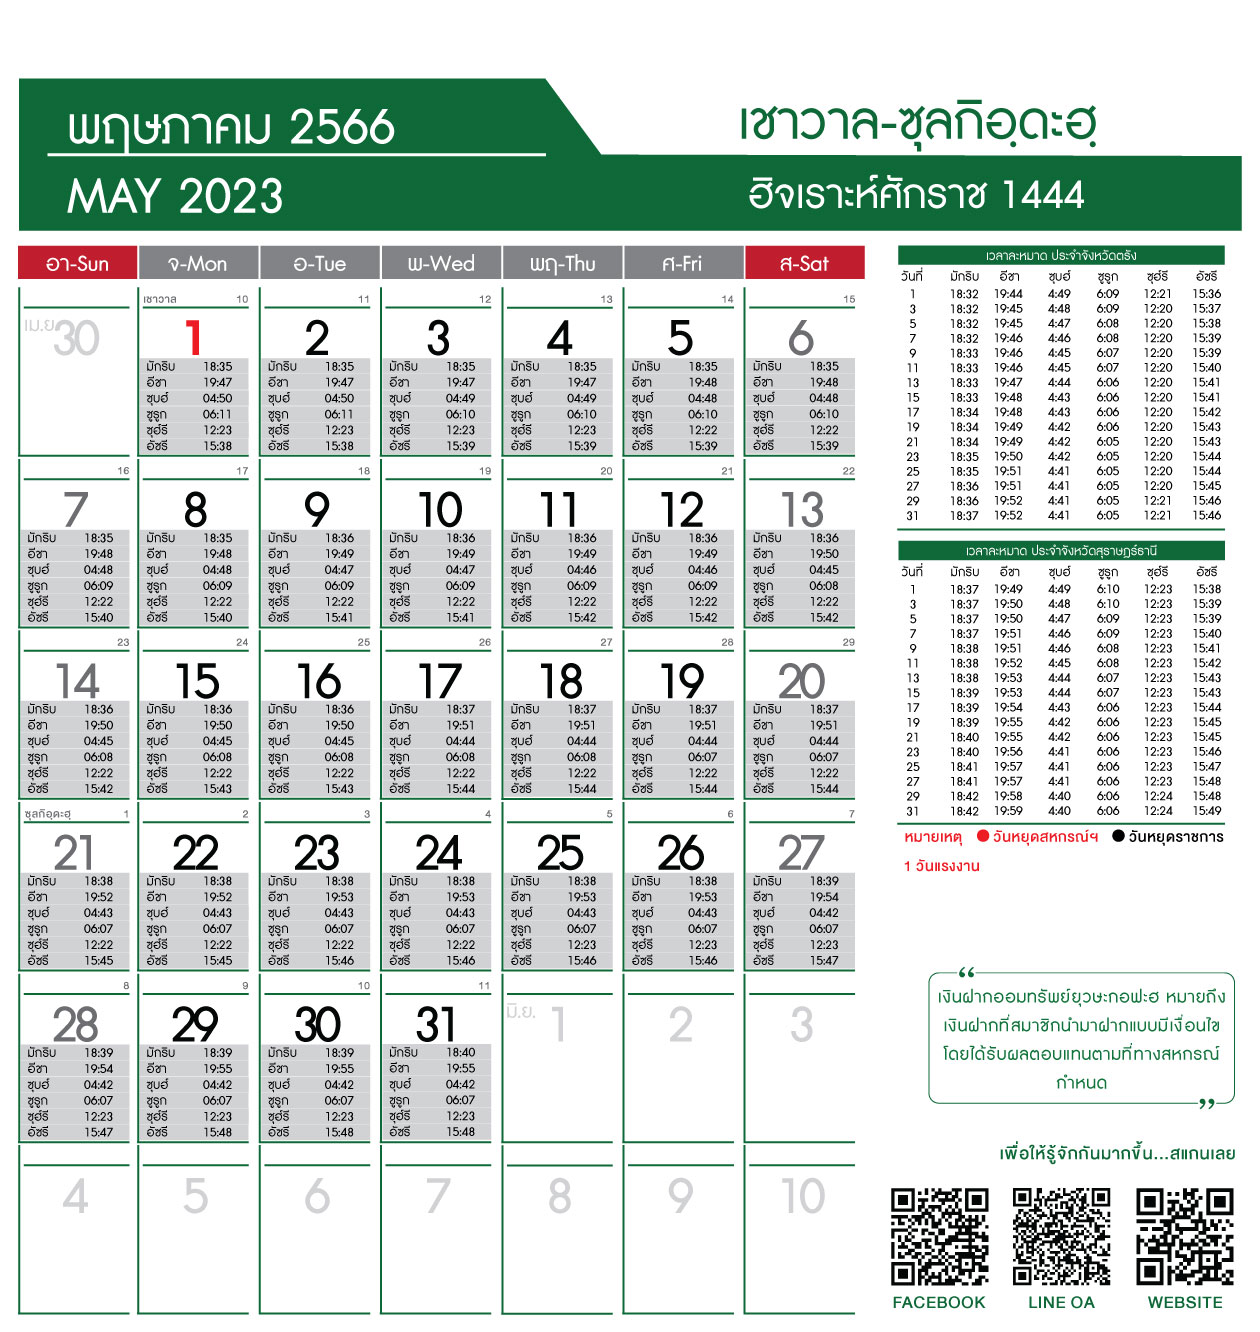 พฤษภาคม 2566
MAY 2023
เชาวาล-ซุลกิอฺดะฮฺ
ฮิจเราะห์ศักราช 1444
อา-Sun จ-Mon อ-Tue พ-Wed พฤ-Thu ศ-Fri ส-Sat
เชาวาล 10 11 12 13 14 15
เม.ย. 30 1 2 3 4 5 6
มักริบ 18:35 มักริบ 18:35 มักริบ 18:35 มักริบ 18:35 มักริบ 18:35 มักริบ 18:35
อีชา 19:47 อีชา 19:47 อีชา 19:47 อีชา 19:47 อีชา 19:48 อีชา 19:48
ซุบฮ์ 04:50 ซุบฮ์ 04:50 ซุบฮ์ 04:49 ซุบฮ์ 04:49 ซุบฮ์ 04:48 ซุบฮ์ 04:48
ชูรูก 06:11 ชูรูก 06:11 ชูรูก 06:10 ชูรูก 06:10 ชูรูก 06:10 ชูรูก 06:10
ซุฮ์รี 12:23 ซุฮ์รี 12:23 ซุฮ์รี 12:23 ซุฮ์รี 12:23 ซุฮ์รี 12:22 ซุฮ์รี 12:22
อัซรี 15:38 อัซรี 15:38 อัซรี 15:39 อัซรี 15:39 อัซรี 15:39 อัซรี 15:39
16 17 18 19 20 21 22
7 8 9 10 11 12 13
มักริบ 18:35 มักริบ 18:35 มักริบ 18:36 มักริบ 18:36 มักริบ 18:36 มักริบ 18:36 มักริบ 18:36
อีชา 19:48 อีชา 19:48 อีชา 19:49 อีชา 19:49 อีชา 19:49 อีชา 19:49 อีชา 19:50
ซุบฮ์ 04:48 ซุบฮ์ 04:48 ซุบฮ์ 04:47 ซุบฮ์ 04:47 ซุบฮ์ 04:46 ซุบฮ์ 04:46 ซุบฮ์ 04:45
ชูรูก 06:09 ชูรูก 06:09 ชูรูก 06:09 ชูรูก 06:09 ชูรูก 06:09 ชูรูก 06:09 ชูรูก 06:08
ซุฮ์รี 12:22 ซุฮ์รี 12:22 ซุฮ์รี 12:22 ซุฮ์รี 12:22 ซุฮ์รี 12:22 ซุฮ์รี 12:22 ซุฮ์รี 12:22
อัซรี 15:40 อัซรี 15:40 อัซรี 15:41 อัซรี 15:41 อัซรี 15:42 อัซรี 15:42 อัซรี 15:42
23 24 25 26 27 28 29
14 15 16 17 18 19 20
มักริบ 18:36 มักริบ 18:36 มักริบ 18:36 มักริบ 18:37 มักริบ 18:37 มักริบ 18:37 มักริบ 18:37
อีชา 19:50 อีชา 19:50 อีชา 19:50 อีชา 19:51 อีชา 19:51 อีชา 19:51 อีชา 19:51
ซุบฮ์ 04:45 ซุบฮ์ 04:45 ซุบฮ์ 04:45 ซุบฮ์ 04:44 ซุบฮ์ 04:44 ซุบฮ์ 04:44 ซุบฮ์ 04:44
ชูรูก 06:08 ชูรูก 06:08 ชูรูก 06:08 ชูรูก 06:08 ชูรูก 06:08 ชูรูก 06:07 ชูรูก 06:07
ซุฮ์รี 12:22 ซุฮ์รี 12:22 ซุฮ์รี 12:22 ซุฮ์รี 12:22 ซุฮ์รี 12:22 ซุฮ์รี 12:22 ซุฮ์รี 12:22
อัซรี 15:42 อัซรี 15:43 อัซรี 15:43 อัซรี 15:44 อัซรี 15:44 อัซรี 15:44 อัซรี 15:44
ซุลกิอฺดะฮฺ 1 2 3 4 5 6 7
21 22 23 24 25 26 27
มักริบ 18:38 มักริบ 18:38 มักริบ 18:38 มักริบ 18:38 มักริบ 18:38 มักริบ 18:38 มักริบ 18:39
อีชา 19:52 อีชา 19:52 อีชา 19:53 อีชา 19:53 อีชา 19:53 อีชา 19:53 อีชา 19:54
ซุบฮ์ 04:43 ซุบฮ์ 04:43 ซุบฮ์ 04:43 ซุบฮ์ 04:43 ซุบฮ์ 04:43 ซุบฮ์ 04:43 ซุบฮ์ 04:42
ชูรูก 06:07 ชูรูก 06:07 ชูรูก 06:07 ชูรูก 06:07 ชูรูก 06:07 ชูรูก 06:07 ชูรูก 06:07
ซุฮ์รี 12:22 ซุฮ์รี 12:22 ซุฮ์รี 12:22 ซุฮ์รี 12:22 ซุฮ์รี 12:23 ซุฮ์รี 12:23 ซุฮ์รี 12:23
อัซรี 15:45 อัซรี 15:45 อัซรี 15:46 อัซรี 15:46 อัซรี 15:46 อัซรี 15:46 อัซรี 15:47
8 9 10 11
28 29 30 31 มิ.ย. 1 2 3
มักริบ 18:39 มักริบ 18:39 มักริบ 18:39 มักริบ 18:40
อีชา 19:54 อีชา 19:55 อีชา 19:55 อีชา 19:55
ซุบฮ์ 04:42 ซุบฮ์ 04:42 ซุบฮ์ 04:42 ซุบฮ์ 04:42
ชูรูก 06:07 ชูรูก 06:07 ชูรูก 06:07 ชูรูก 06:07
ซุฮ์รี 12:23 ซุฮ์รี 12:23 ซุฮ์รี 12:23 ซุฮ์รี 12:23
อัซรี 15:47 อัซรี 15:48 อัซรี 15:48 อัซรี 15:48
4 5 6 7 8 9 10
เวลาละหมาด ประจำจังหวัดตรัง
วันที่ มักริบ อีชา ซุบฮ์ ชูรูก ซุฮ์รี อัซรี
1 18:32 19:44 4:49 6:09 12:21 15:36
3 18:32 19:45 4:48 6:09 12:20 15:37
5 18:32 19:45 4:47 6:08 12:20 15:38
7 18:32 19:46 4:46 6:08 12:20 15:39
9 18:33 19:46 4:45 6:07 12:20 15:39
11 18:33 19:46 4:45 6:07 12:20 15:40
13 18:33 19:47 4:44 6:06 12:20 15:41
15 18:33 19:48 4:43 6:06 12:20 15:41
17 18:34 19:48 4:43 6:06 12:20 15:42
19 18:34 19:49 4:42 6:06 12:20 15:43
21 18:34 19:49 4:42 6:05 12:20 15:43
23 18:35 19:50 4:42 6:05 12:20 15:44
25 18:35 19:51 4:41 6:05 12:20 15:44
27 18:36 19:51 4:41 6:05 12:20 15:45
29 18:36 19:52 4:41 6:05 12:21 15:46
31 18:37 19:52 4:41 6:05 12:21 15:46
เวลาละหมาด ประจำจังหวัดสุราษฎร์ธานี
วันที่ มักริบ อีชา ซุบฮ์ ชูรูก ซุฮ์รี อัซรี
1 18:37 19:49 4:49 6:10 12:23 15:38
3 18:37 19:50 4:48 6:10 12:23 15:39
5 18:37 19:50 4:47 6:09 12:23 15:39
7 18:37 19:51 4:46 6:09 12:23 15:40
9 18:38 19:51 4:46 6:08 12:23 15:41
11 18:38 19:52 4:45 6:08 12:23 15:42
13 18:38 19:53 4:44 6:07 12:23 15:43
15 18:39 19:53 4:44 6:07 12:23 15:43
17 18:39 19:54 4:43 6:06 12:23 15:44
19 18:39 19:55 4:42 6:06 12:23 15:45
21 18:40 19:55 4:42 6:06 12:23 15:45
23 18:40 19:56 4:41 6:06 12:23 15:46
25 18:41 19:57 4:41 6:06 12:23 15:47
27 18:41 19:57 4:41 6:06 12:23 15:48
29 18:42 19:58 4:40 6:06 12:24 15:48
31 18:42 19:59 4:40 6:06 12:24 15:49
หมายเหตุ ● วันหยุดสหกรณ์ฯ ● วันหยุดราชการ
1 วันแรงงาน
“
เงินฝากออมทรัพย์ยุวษะกอฟะฮ หมายถึง
เงินฝากที่สมาชิกนำมาฝากแบบมีเงื่อนไข
โดยได้รับผลตอบแทนตามที่ทางสหกรณ์
กำหนด
”
เพื่อให้รู้จักกันมากขึ้น...สแกนเลย
FACEBOOK LINE OA WEBSITE